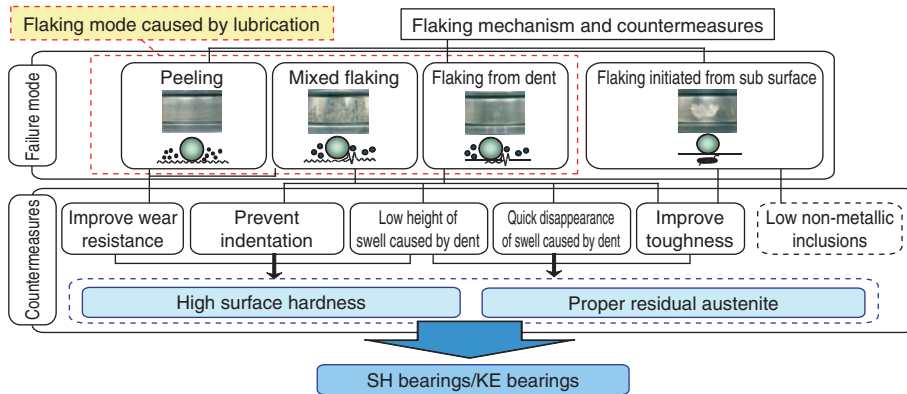 Flaking mode caused by lubrication
Flaking mechanism and countermeasures
Failure mode
Peeling
Mixed flaking
Flaking from dent
Flaking initiated from sub surface
Countermeasures
Improve wear
resistance
Prevent
indentation
Low height of
swell caused by dent
Quick disappearance
of swell caused by dent
Improve
toughness
Low non-metallic
inclusions
High surface hardness
Proper residual austenite
SH bearings/KE bearings